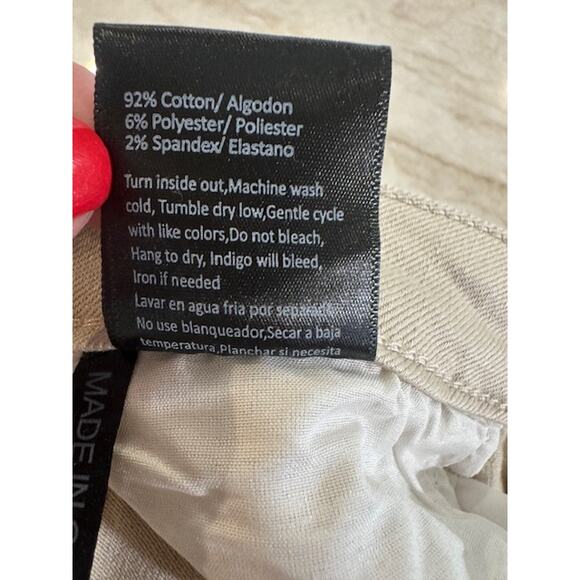 92% Cotton/ Algodon
6% Polyester/ Poliester
2% Spandex/ Elastano
Turn inside out,Machine wash
cold, Tumble dry low,Gentle cycle
with like colors,Do not bleach,
Hang to dry, Indigo will bleed,
Iron if needed
Lavar en agua fria por separado
No use blanqueador,Secar a baja
temperatura,Planchar si necesita
MADE IN